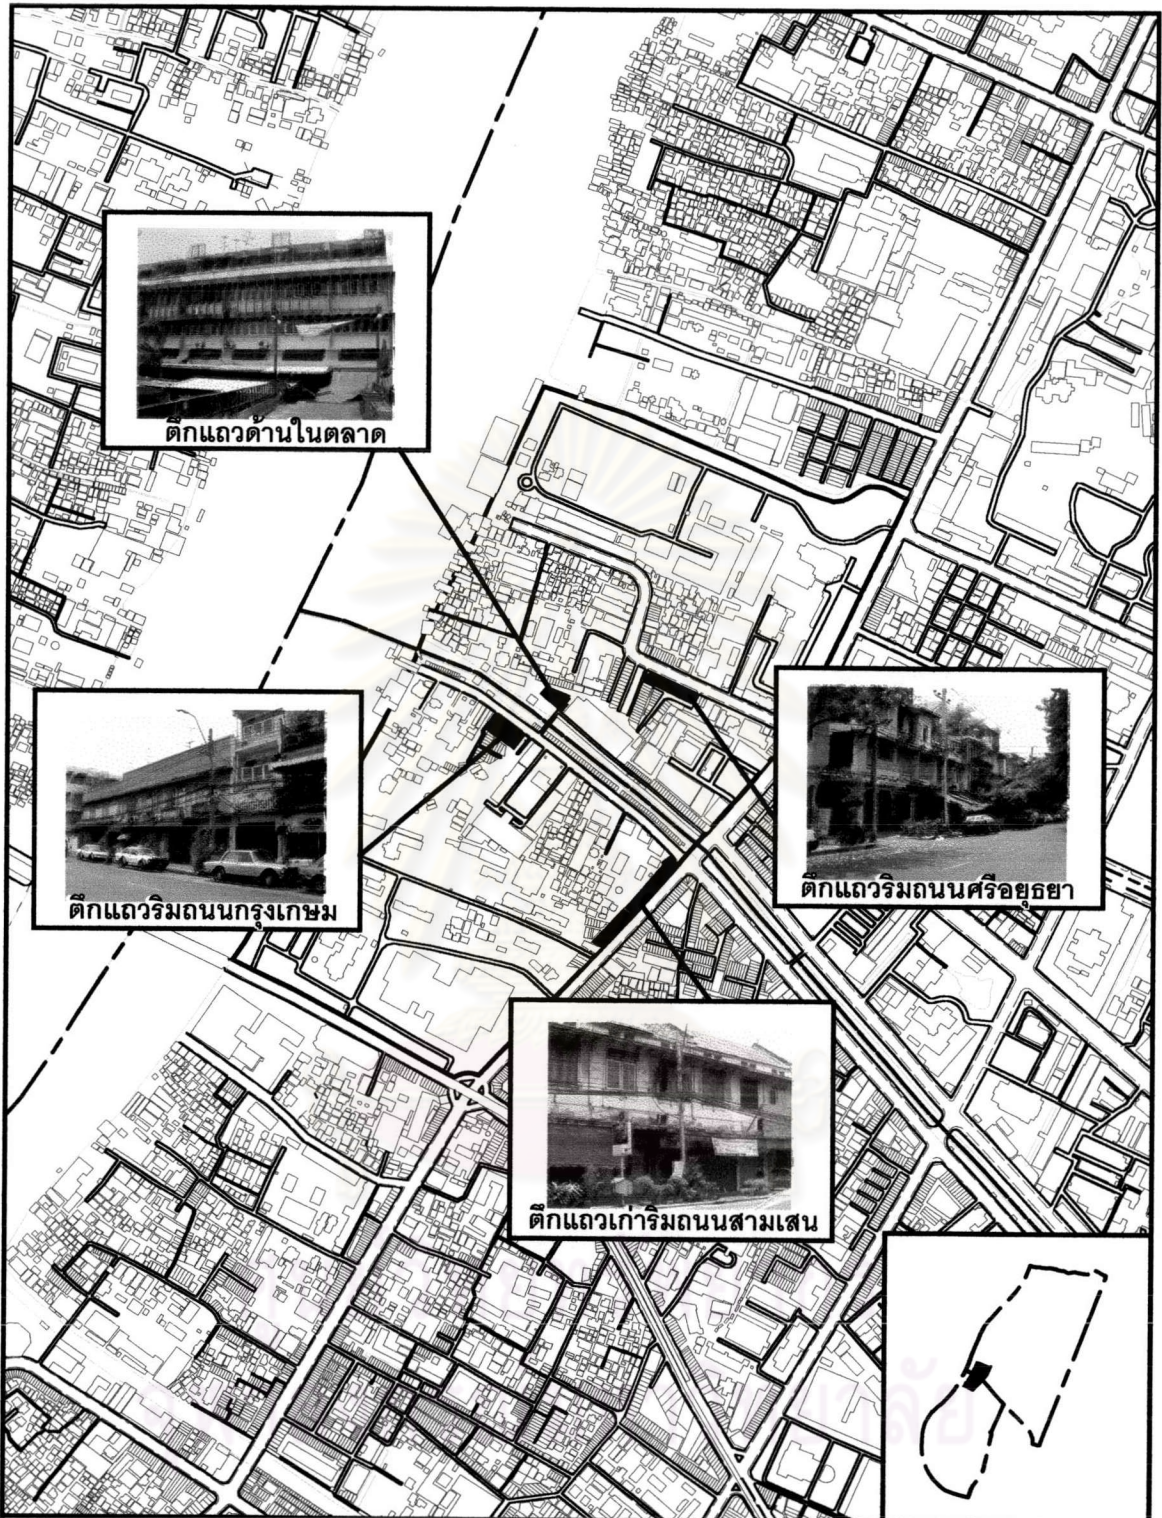 ตึกแถวด้านในตลาด
ตึกแถวริมถนนกรุงเกษม
ตึกแถวริมถนนศรีอยุธยา
ตึกแถวเก่าริมถนนสามเสน